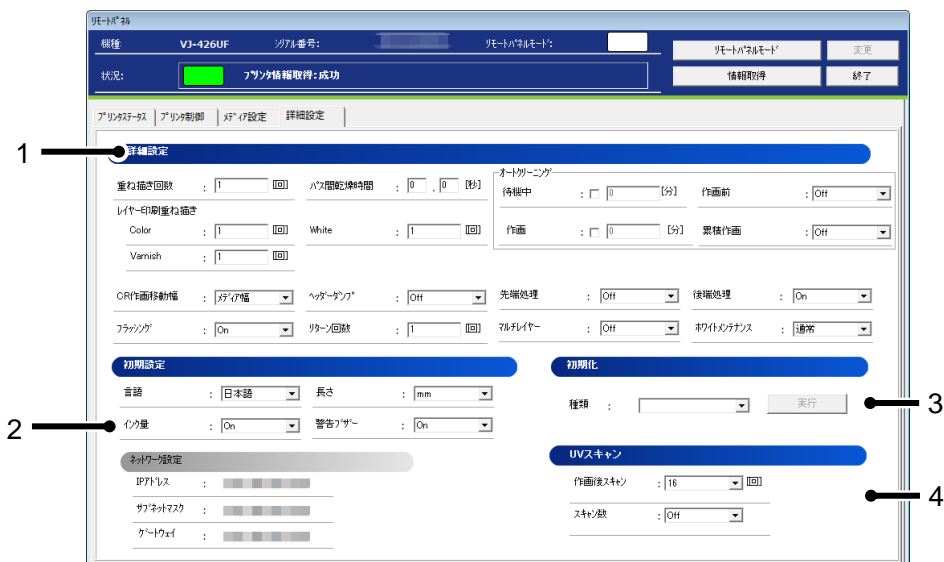 リモートパネル
機種: VJ-426UF シリアル番号: リモートパネルモード: リモートパネルモード 変更
状況: プリンタ情報取得:成功 情報取得 終了
プリンタステータス プリンタ制御 メディア設定 詳細設定
1 詳細設定
オートクリーニング
重ね描き回数 : 1 [回] パス間乾燥時間 : 0 . 0 [秒] 待機中 : 0 [分] 作画前 : Off
レイヤー印刷重ね描き
Color : 1 [回] White : 1 [回] 作画 : 0 [分] 累積作画 : Off
Varnish : 1 [回]
CR作画移動幅 : メディア幅 ヘッダーダンプ : Off 先端処理 : Off 後端処理 : On
フラッシング : On リターン回数 : 1 [回] マルチレイヤー : Off ホワイトメンテナンス : 通常
初期設定 初期化
言語 : 日本語 長さ : mm
種類 : 実行 3
2 インク量 : On 警告ブザー : On
ネットワーク設定 UVスキャン
IPアドレス : 作画後スキャン : 16 [回]
4
サブネットマスク : スキャン数 : Off
ゲートウェイ :